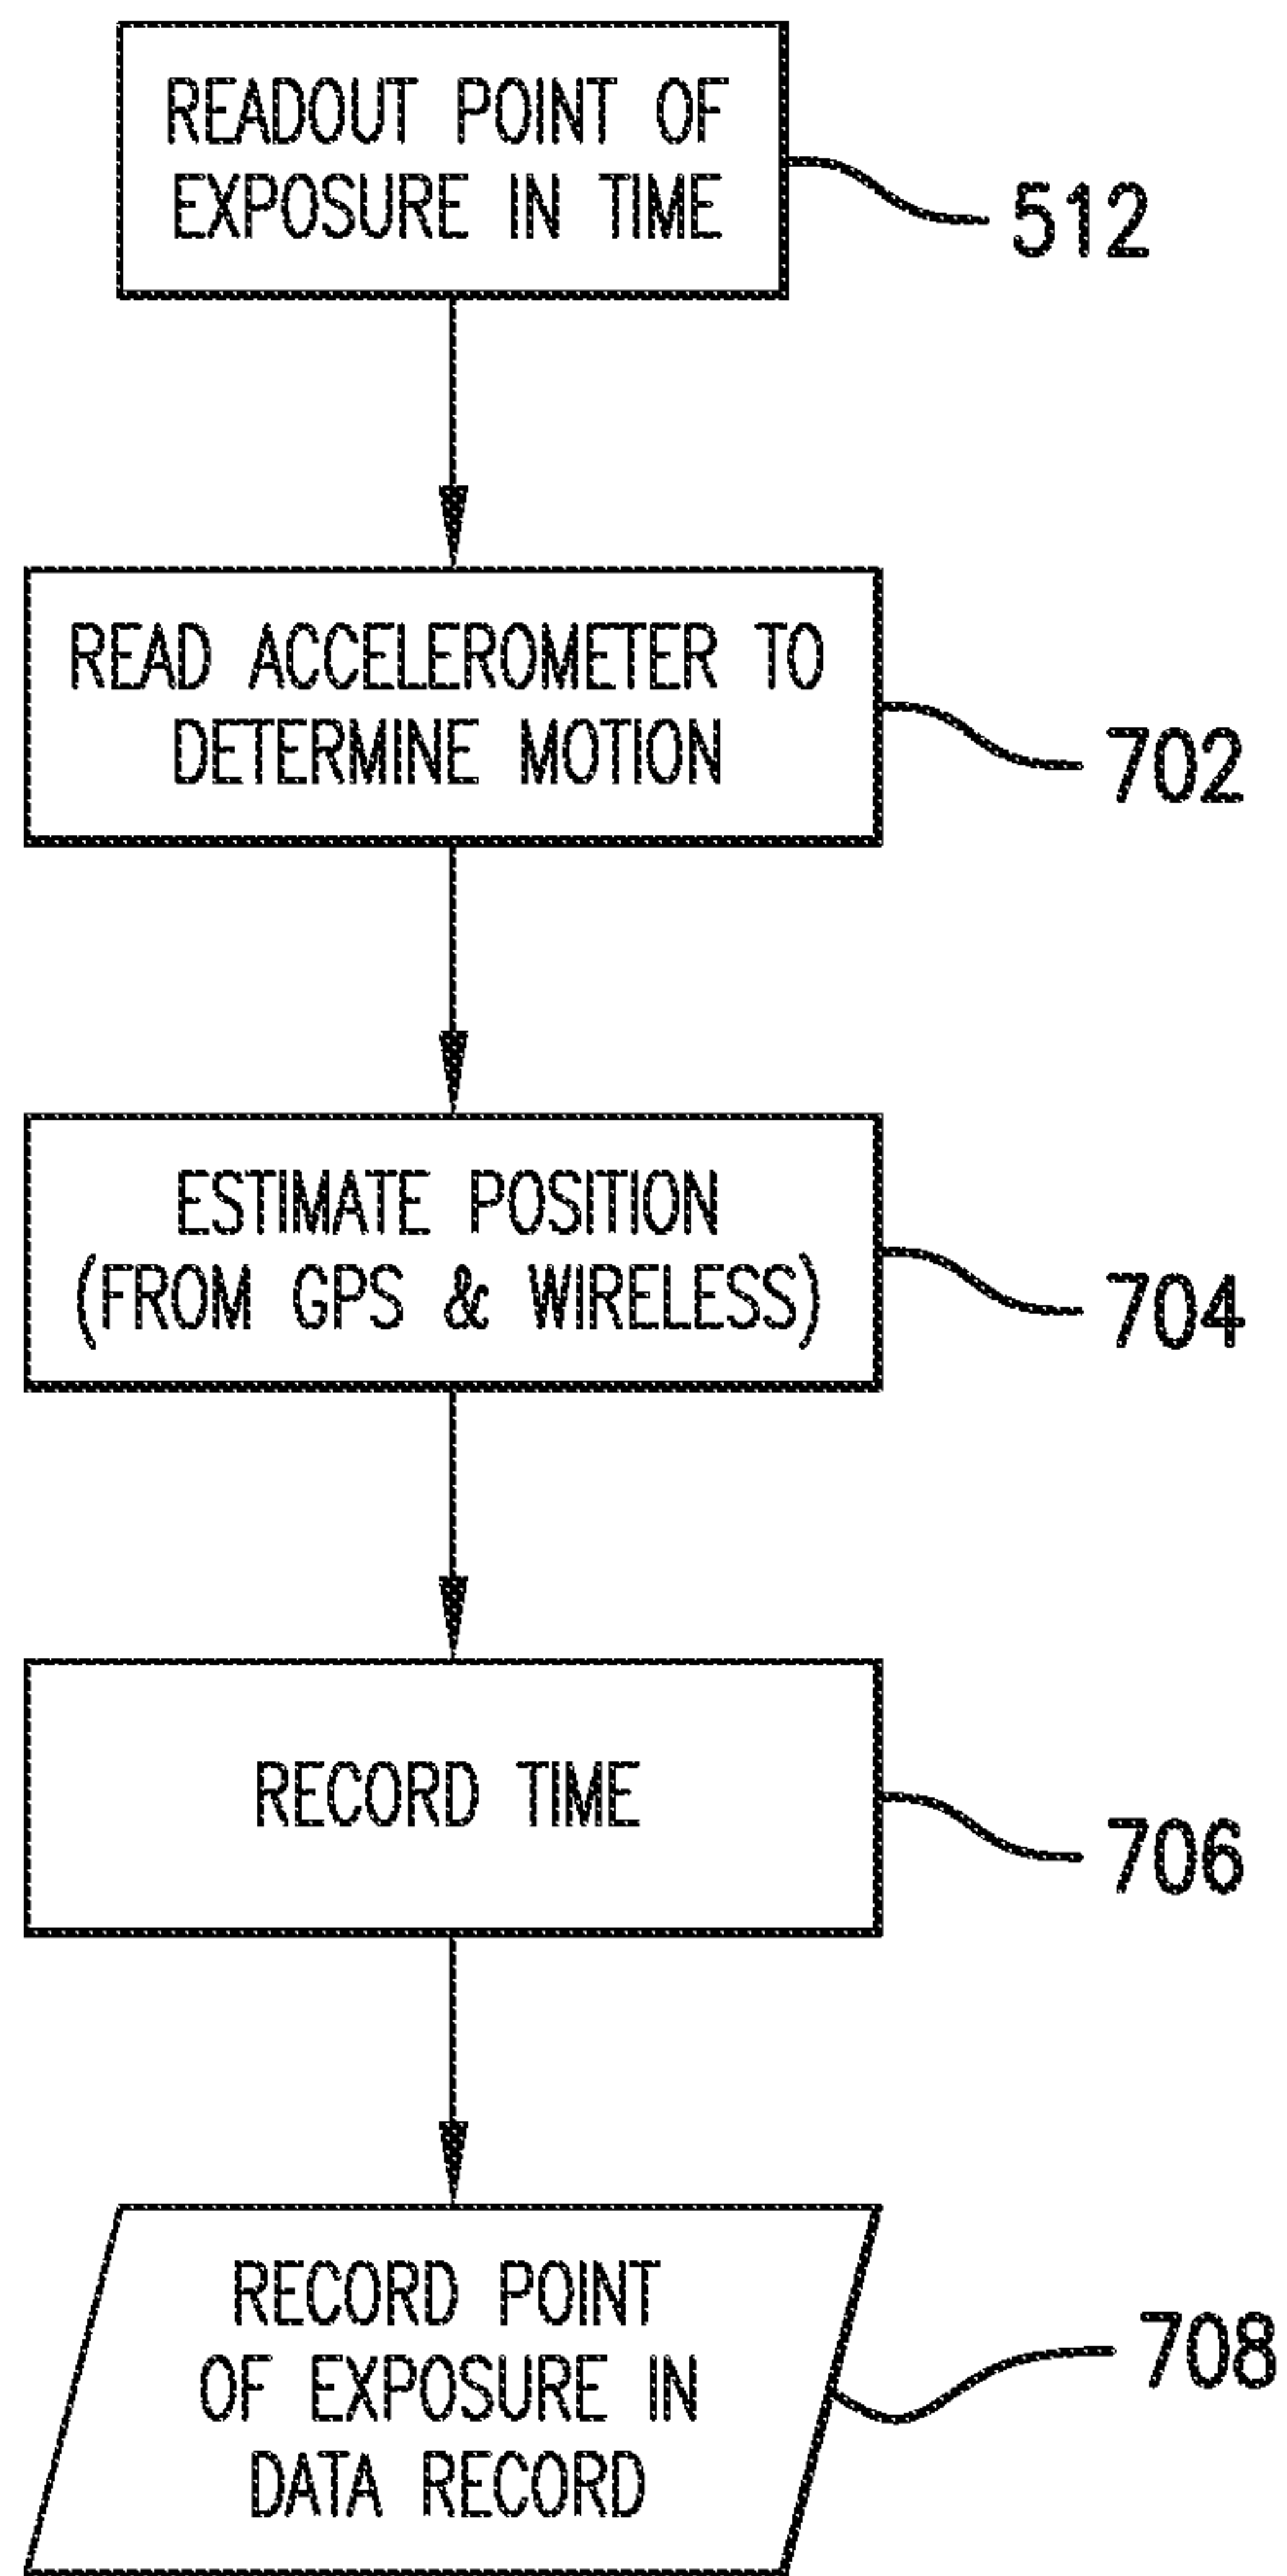 READOUT POINT OF
EXPOSURE IN TIME
512
READ ACCELEROMETER TO
DETERMINE MOTION
702
ESTIMATE POSITION
(FROM GPS & WIRELESS)
704
RECORD TIME
706
RECORD POINT
OF EXPOSURE IN
DATA RECORD
708